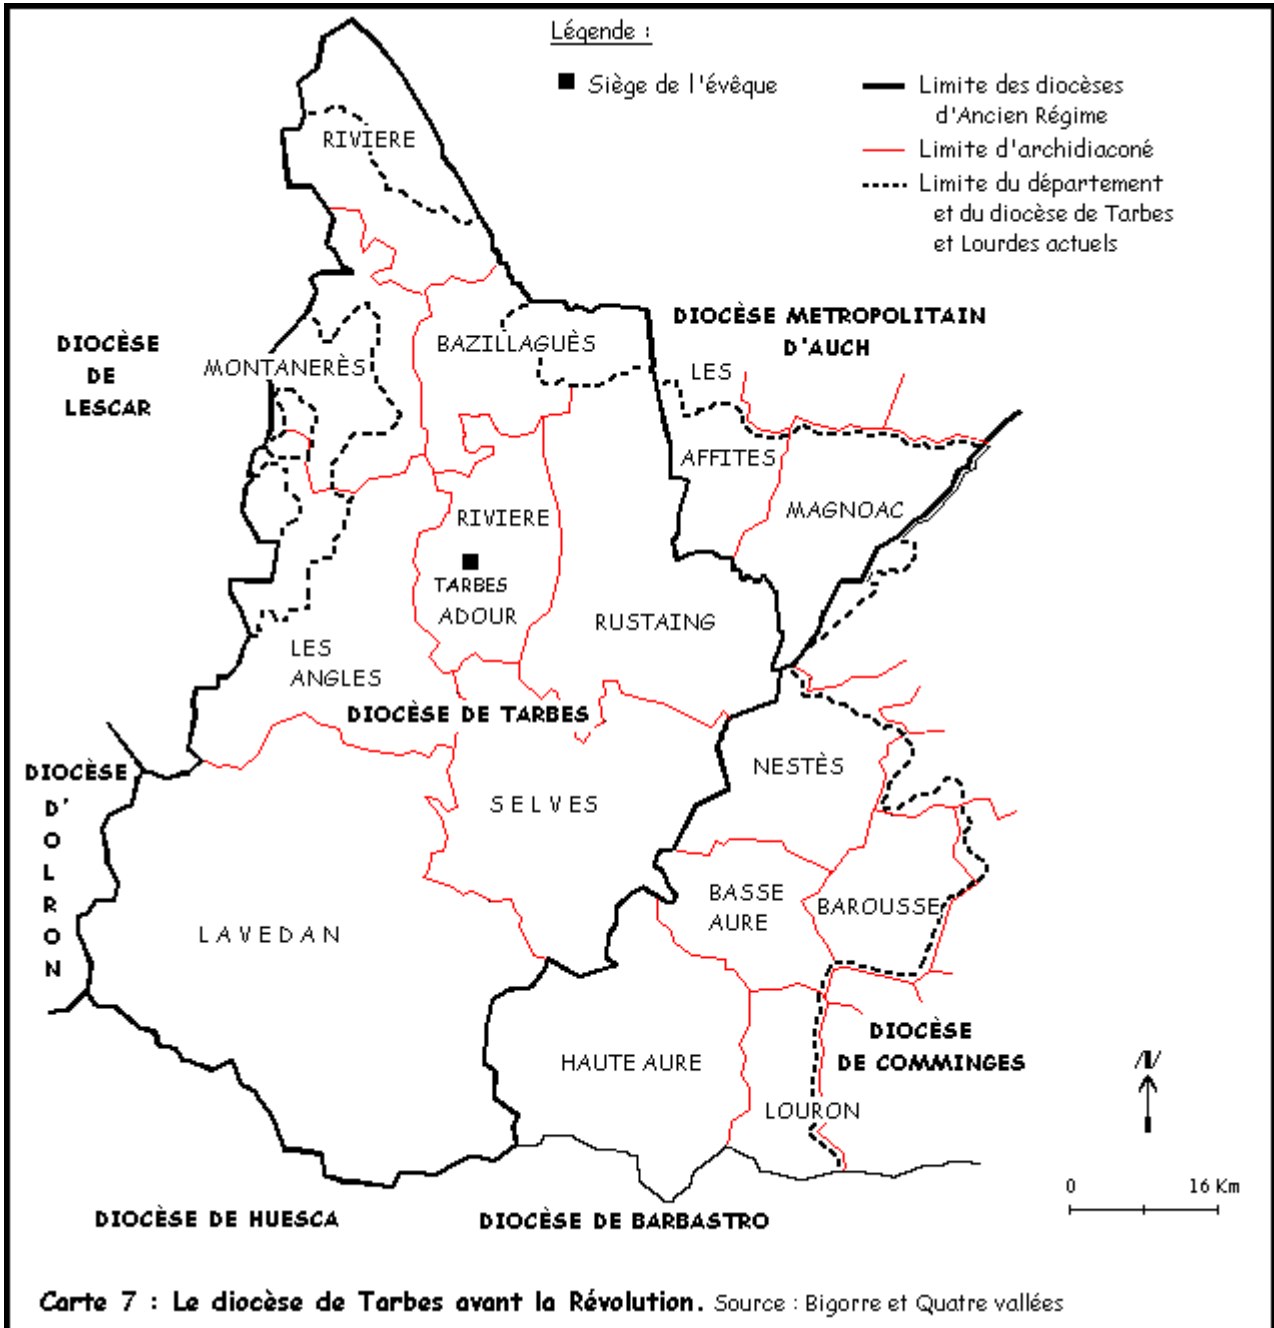 Légende :
Siège de l'évêque
Limite des diocèses
d'Ancien Régime
Limite d'archidiaconé
Limite du département
et du diocèse de Tarbes
et Lourdes actuels
RIVIERE
DIOCÈSE
DE
LESCAR
MONTANERÈS
BAZILLAGUÈS
DIOCÈSE METROPOLITAIN
D'AUCH
LES
AFFITES
MAGNOAC
RIVIERE
TARBES
ADOUR
RUSTAING
LES
ANGLES
DIOCÈSE DE TARBES
DIOCÈSE
D'
O
L
R
O
N
NESTÈS
SELVES
BASSE
AURE
BAROUSSE
LAVEDAN
HAUTE AURE
DIOCÈSE
DE COMMINGES
LOURON
N
0 16 Km
DIOCÈSE DE HUESCA
DIOCÈSE DE BARBASTRO
Carte 7 : Le diocèse de Tarbes avant la Révolution. Source : Bigorre et Quatre vallées